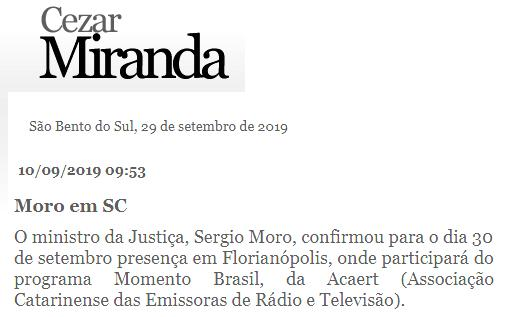 Cezar
Miranda
São Bento do Sul, 29 de setembro de 2019
10/09/2019 09:53
Moro em SC
O ministro da Justiça, Sergio Moro, confirmou para o dia 30
de setembro presença em Florianópolis, onde participará do
programa Momento Brasil, da Acaert (Associação
Catarinense das Emissoras de Rádio e Televisão).